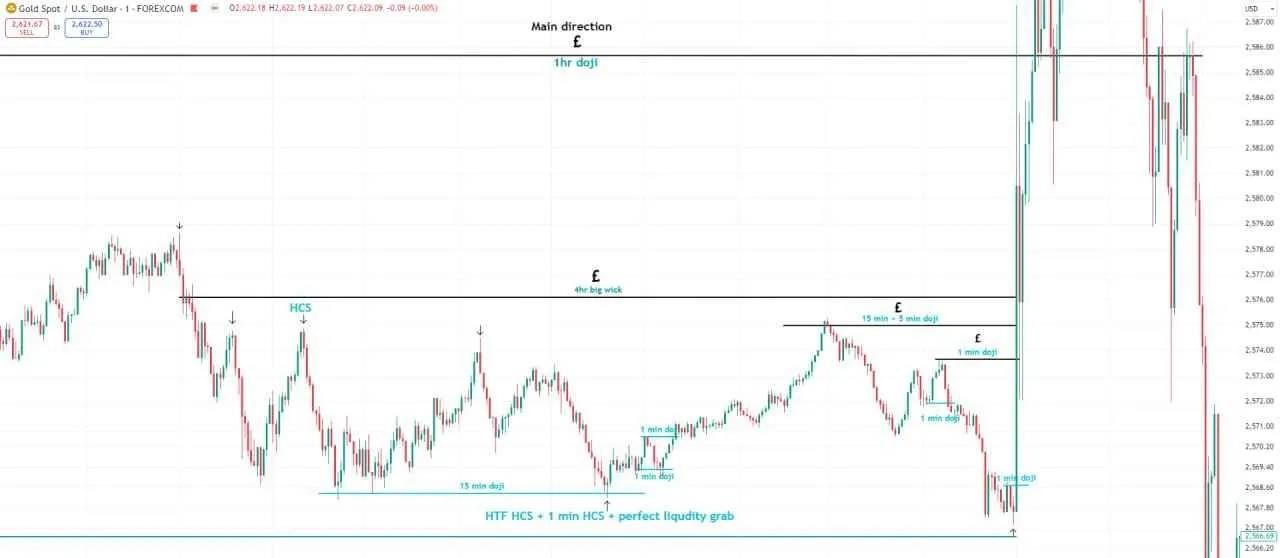 Gold Spot / U.S. Dollar · 1 · FOREXCOM O2,622.18 H2,622.19 L2,622.07 C2,622.09 -0.09 (-0.00%)
USD
2,621.67
SELL
83
2,622.50
BUY
Main direction
£
1hr doji
£
4hr big wick
HCS
£
15 min + 5 min doji
£
1 min doji
1 min doji
1 min doji
1 min doji
1 min doji
15 min doji
HTF HCS + 1 min HCS + perfect liqudity grab
2,587.00
2,586.00
2,585.00
2,584.00
2,583.00
2,582.00
2,581.00
2,580.00
2,579.00
2,578.00
2,577.00
2,576.00
2,575.00
2,574.00
2,573.00
2,572.00
2,571.00
2,570.20
2,569.40
2,568.60
2,567.80
2,567.00
2,566.69
2,566.20